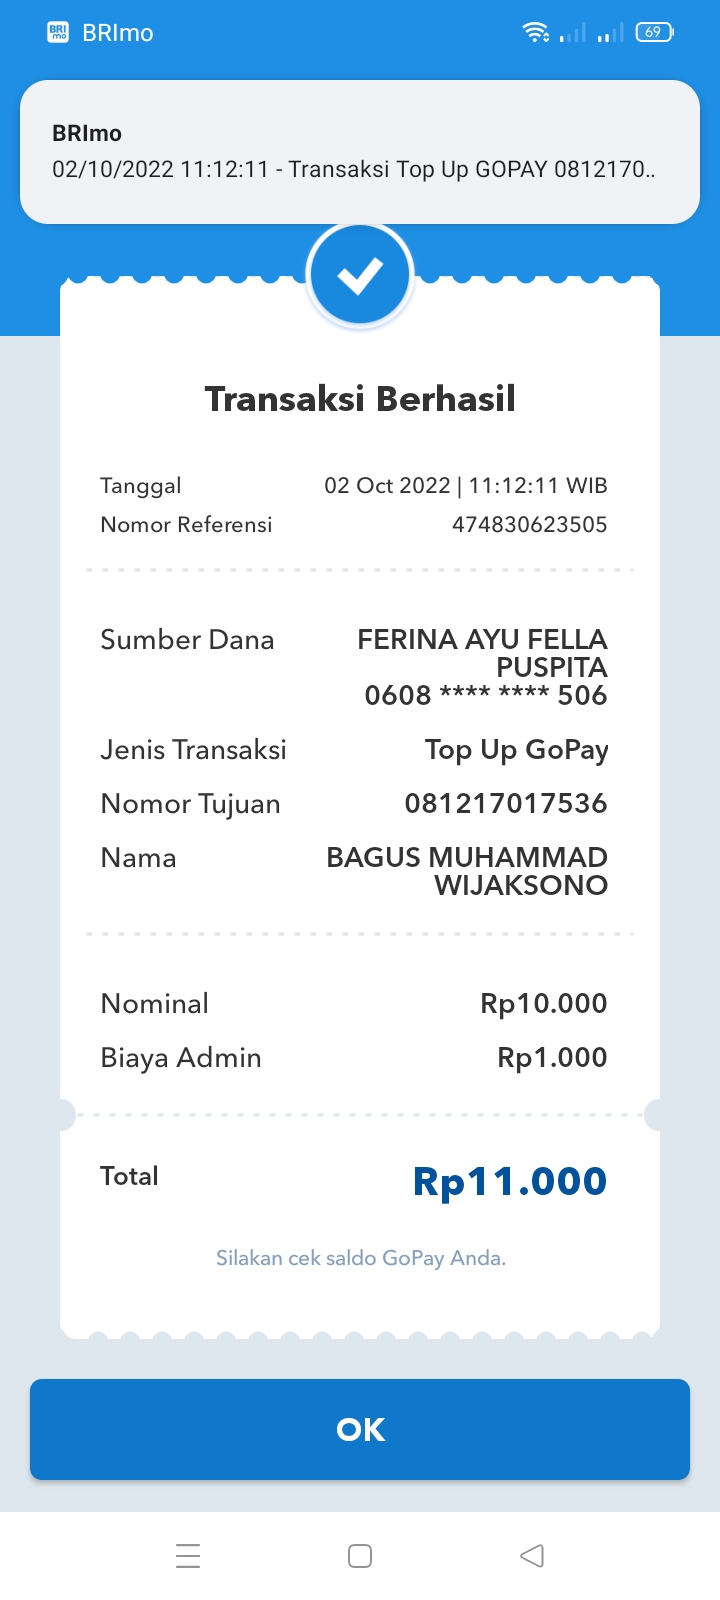 BRImo
69
BRImo
02/10/2022 11:12:11 - Transaksi Top Up GOPAY 0812170..
Transaksi Berhasil
Tanggal 02 Oct 2022 | 11:12:11 WIB
Nomor Referensi 474830623505
Sumber Dana FERINA AYU FELLA
PUSPITA
0608 **** **** 506
Jenis Transaksi Top Up GoPay
Nomor Tujuan 081217017536
Nama BAGUS MUHAMMAD
WIJAKSONO
Nominal Rp10.000
Biaya Admin Rp1.000
Total Rp11.000
Silakan cek saldo GoPay Anda.
OK